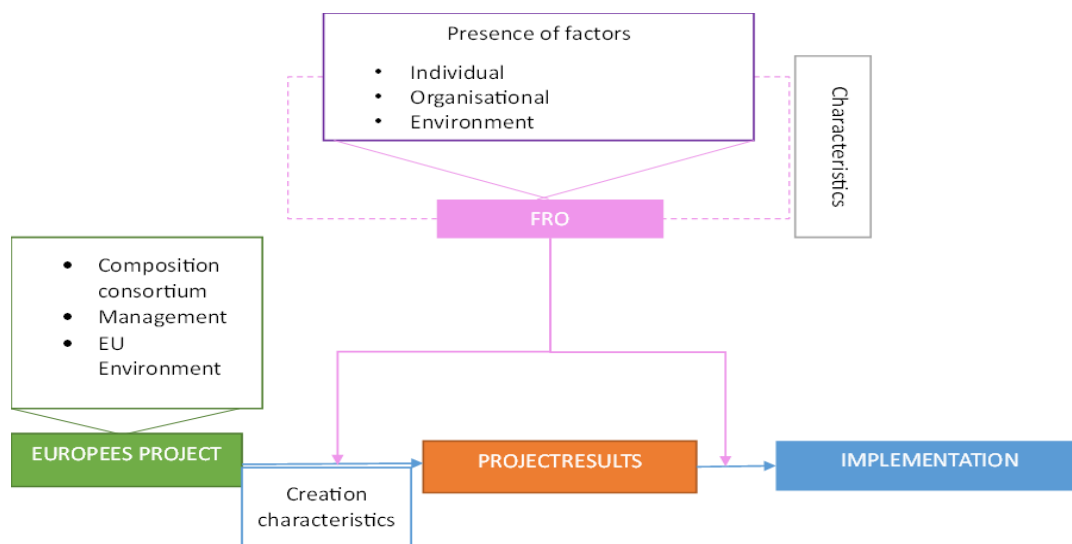 Presence of factors
• Individual
• Organisational
• Environment
Characteristics
FRO
• Composition
consortium
• Management
• EU
Environment
EUROPEES PROJECT
PROJECTRESULTS
IMPLEMENTATION
Creation
characteristics